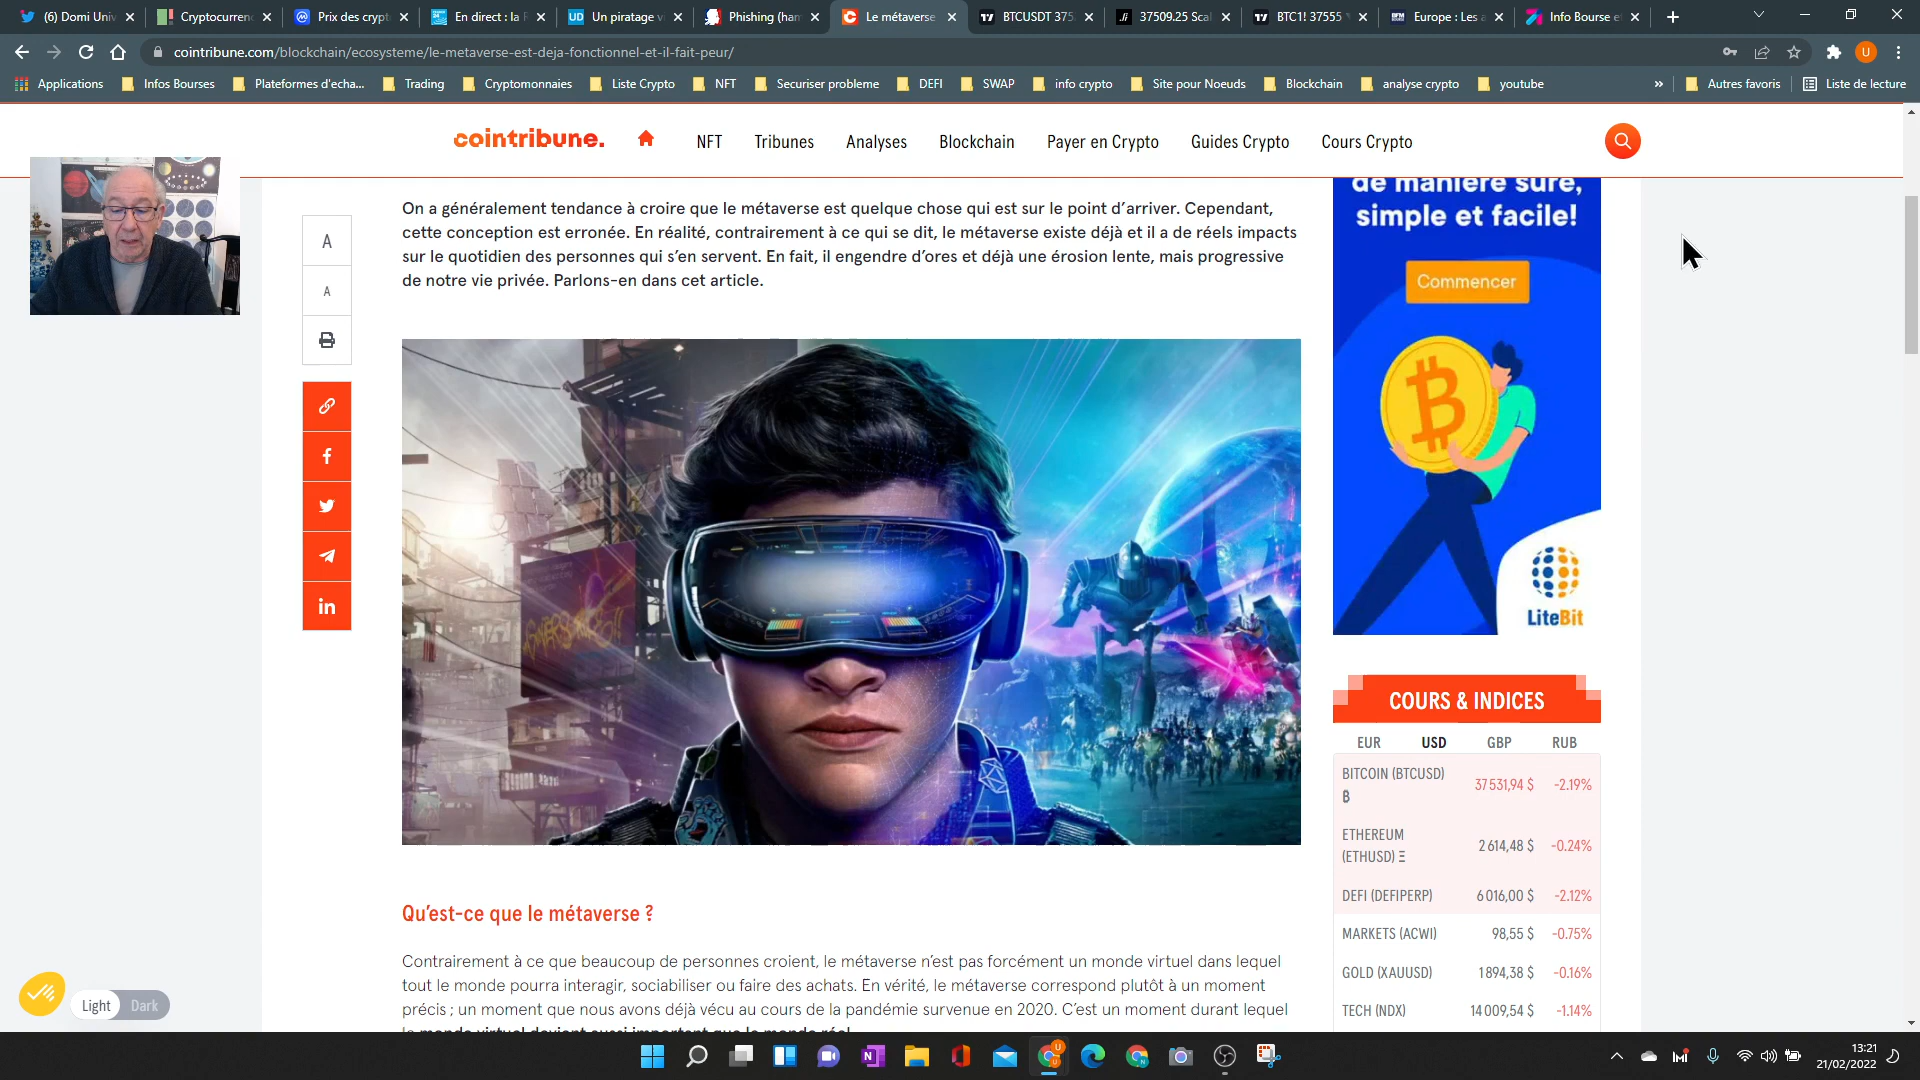 (6) Domi Univ
Cryptocurren
Prix des crypt
En direct : la F
Un piratage v
Phishing (ham
Le métaverse
BTCUSDT 375
37509.25 Scal
BTC1! 37555
Europe : Les a
Info Bourse e
cointribune.com/blockchain/ecosysteme/le-metaverse-est-deja-fonctionnel-et-il-fait-peur/
Applications
Infos Bourses
Plateformes d'echa...
Trading
Cryptomonnaies
Liste Crypto
NFT
Securiser probleme
DEFI
SWAP
info crypto
Site pour Noeuds
Blockchain
analyse crypto
youtube
»
Autres favoris
Liste de lecture
cointribune.
NFT
Tribunes
Analyses
Blockchain
Payer en Crypto
Guides Crypto
Cours Crypto
On a généralement tendance à croire que le métaverse est quelque chose qui est sur le point d'arriver. Cependant,
cette conception est erronée. En réalité, contrairement à ce qui se dit, le métaverse existe déjà et il a de réels impacts
sur le quotidien des personnes qui s'en servent. En fait, il engendre d'ores et déjà une érosion lente, mais progressive
de notre vie privée. Parlons-en dans cet article.
A
A
Qu'est-ce que le métaverse ?
Contrairement à ce que beaucoup de personnes croient, le métaverse n'est pas forcément un monde virtuel dans lequel
tout le monde pourra interagir, sociabiliser ou faire des achats. En vérité, le métaverse correspond plutôt à un moment
précis ; un moment que nous avons déjà vécu au cours de la pandémie survenue en 2020. C'est un moment durant lequel
le monde virtuel devient aussi important que le monde réel
de manière sûre,
simple et facile!
Commencer
LiteBit
COURS & INDICES
EUR USD GBP RUB
BITCOIN (BTCUSD) 37 531,94 $ -2.19%
฿
ETHEREUM
(ETHUSD) Ξ 2 614,48 $ -0.24%
DEFI (DEFIPERP) 6 016,00 $ -2.12%
MARKETS (ACWI) 98,55 $ -0.75%
GOLD (XAUUSD) 1 894,38 $ -0.16%
TECH (NDX) 14 009,54 $ -1.14%
Light Dark
13:21
21/02/2022